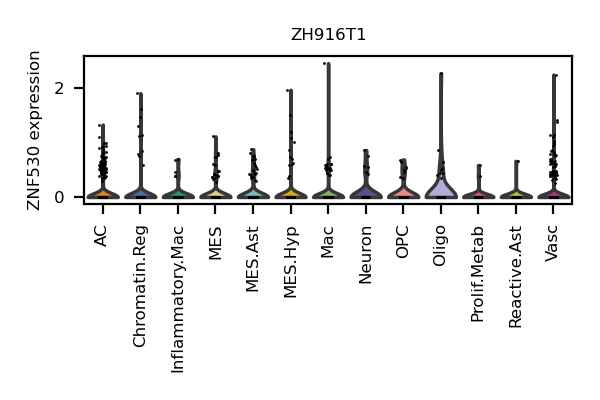 ZH916T1
ZNF530 expression
2
0
AC
Chromatin.Reg
Inflammatory.Mac
MES
MES.Ast
MES.Hyp
Mac
Neuron
OPC
Oligo
Prolif.Metab
Reactive.Ast
Vasc